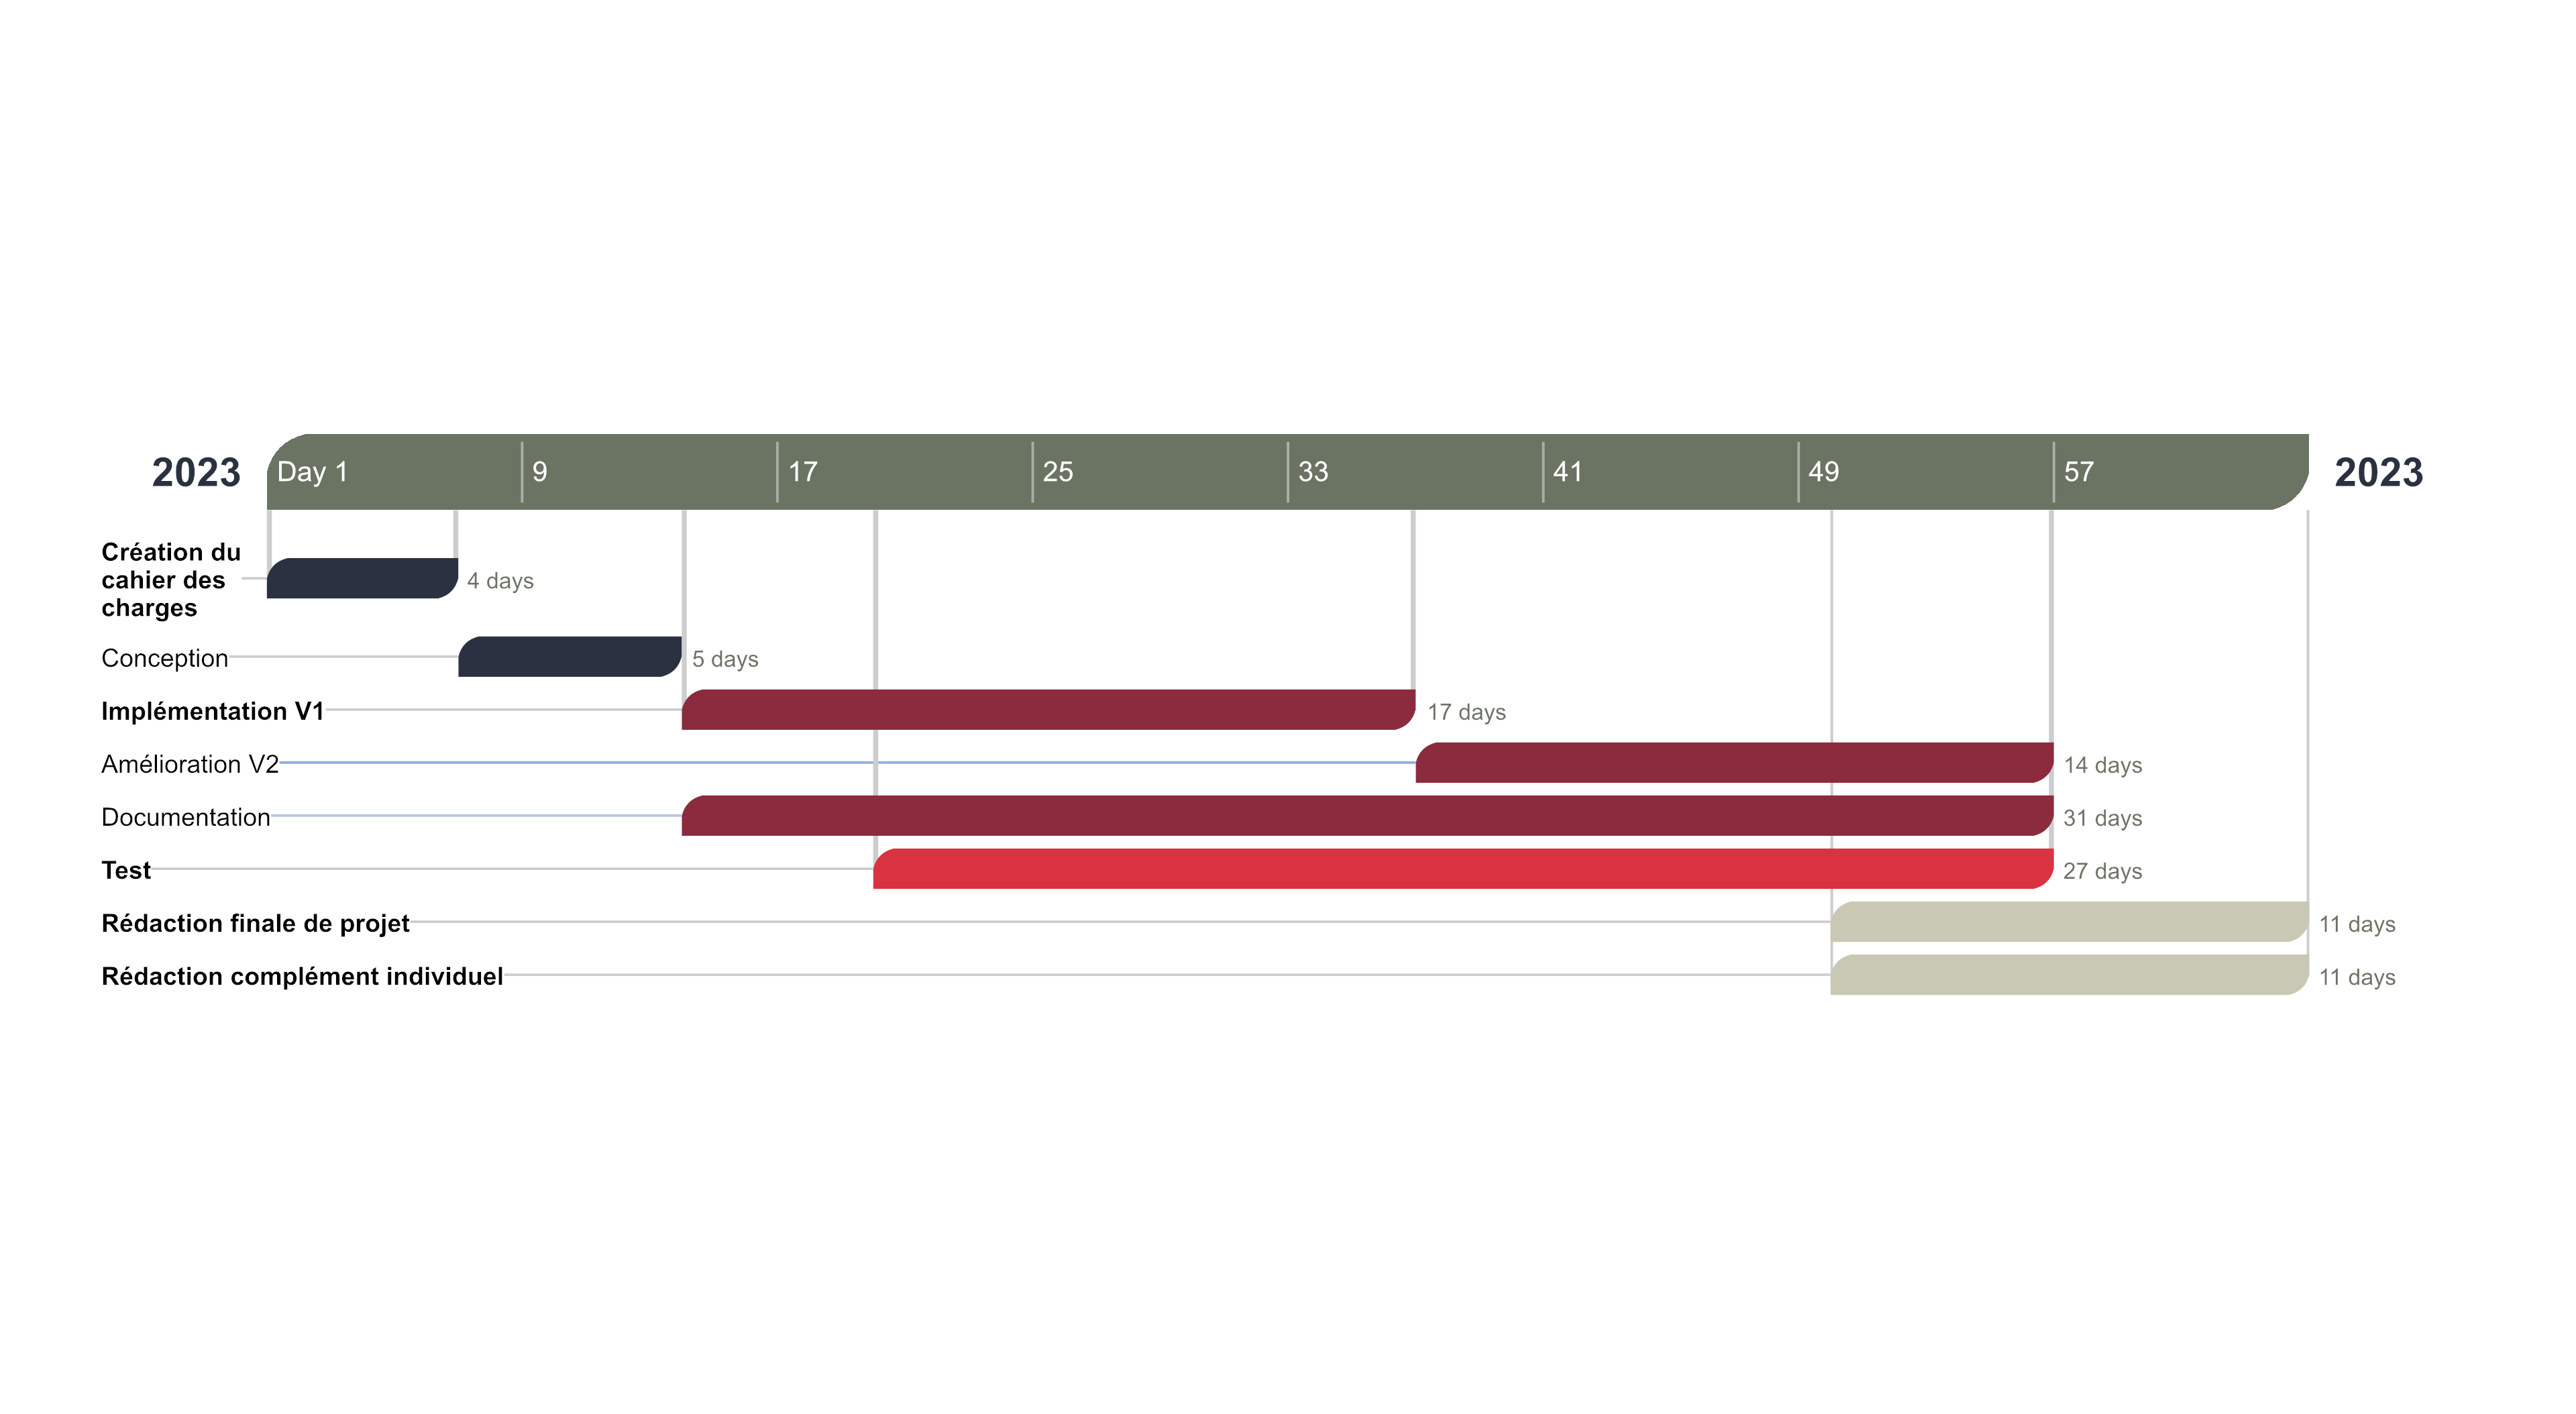 2023 Day 1 9 17 25 33 41 49 57 2023
Création du
cahier des
charges
4 days
Conception 5 days
Implémentation V1 17 days
Amélioration V2 14 days
Documentation 31 days
Test 27 days
Rédaction finale de projet 11 days
Rédaction complément individuel 11 days